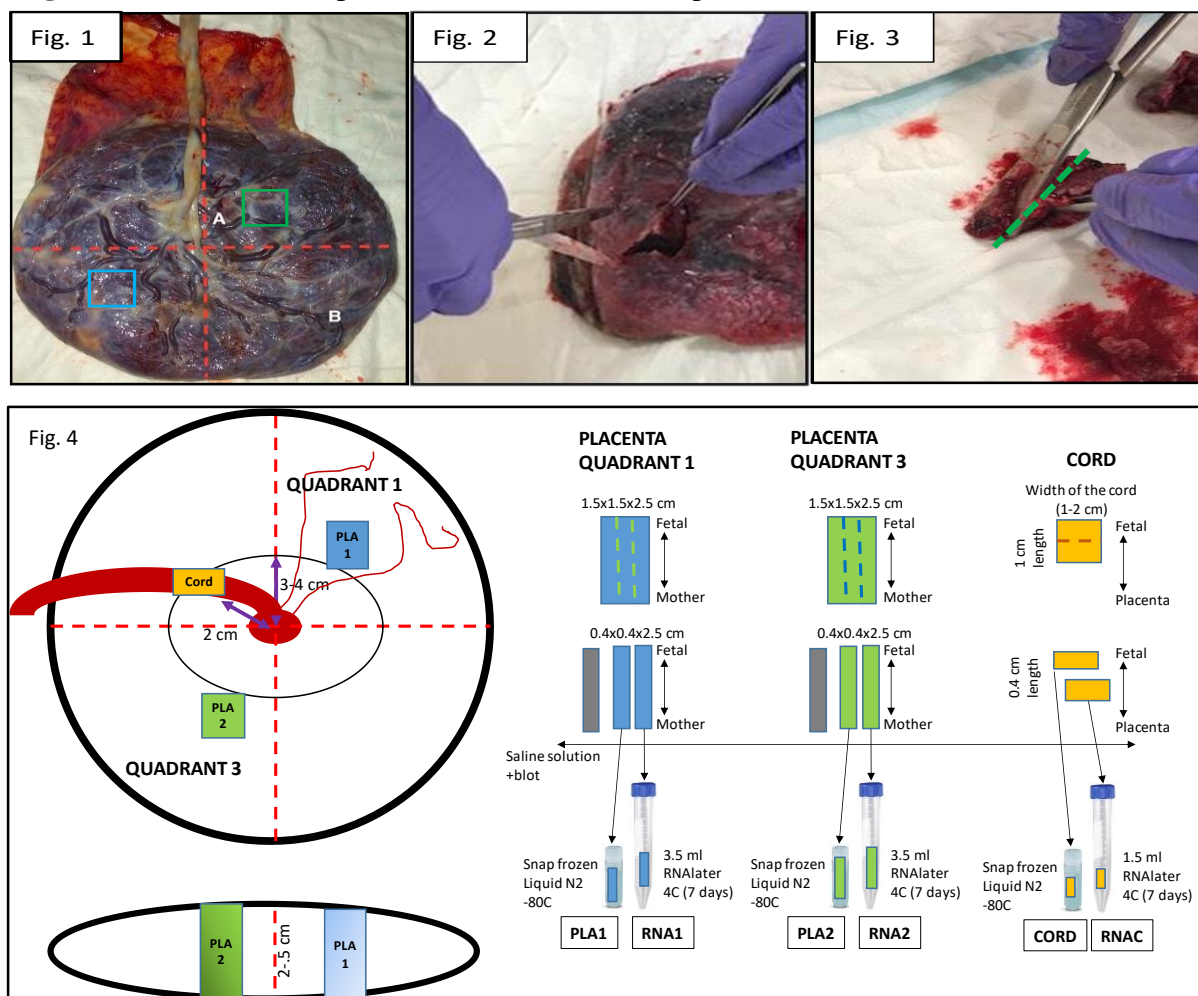 Fig. 1
Fig. 2
Fig. 3
A
B
Fig. 4
QUADRANT 1
PLA
1
Cord
3-4 cm
2 cm
PLA
2
QUADRANT 3
PLA
2
2-.5 cm
PLA
1
PLACENTA
QUADRANT 1
1.5x1.5x2.5 cm
Fetal
Mother
0.4x0.4x2.5 cm
Fetal
Mother
PLACENTA
QUADRANT 3
1.5x1.5x2.5 cm
Fetal
Mother
0.4x0.4x2.5 cm
Fetal
Mother
CORD
Width of the cord
(1-2 cm)
1 cm
length
Fetal
Placenta
0.4 cm
length
Fetal
Placenta
Saline solution
+blot
Snap frozen
Liquid N2
-80C
3.5 ml
RNAlater
4C (7 days)
PLA1
RNA1
Snap frozen
Liquid N2
-80C
3.5 ml
RNAlater
4C (7 days)
PLA2
RNA2
Snap frozen
Liquid N2
-80C
1.5 ml
RNAlater
4C (7 days)
CORD
RNAC